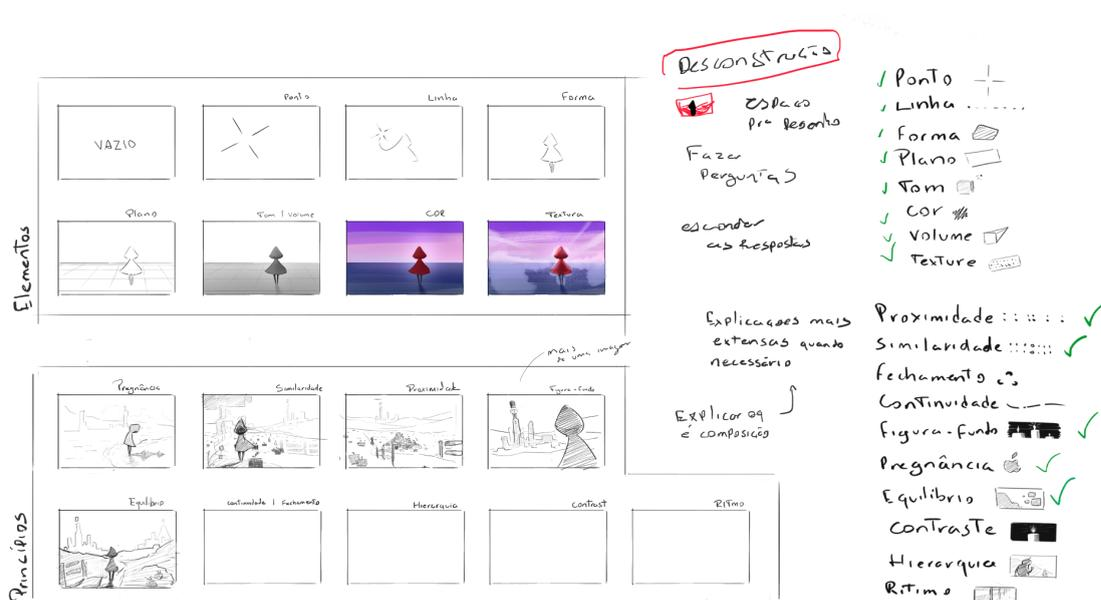 Elementos
VAZIO
Ponto
Linha
Forma
Plano
Tom | Volume
COR
Textura
Princípios
mais
de uma imagem
Pregnância
Similaridade
Proximidade
Figura-fundo
Equilíbrio
Continuidade | Fechamento
Hierarquia
Contrast
RITMO
Desconstrução
Espaço
pra Desenho
Fazer
perguntas
esconder
as respostas
Explicações mais
extensas quando
necessário
Explicar oq
é composição
Ponto
Linha
Forma
Plano
Tom
Cor
Volume
Texture
Proximidade
Similaridade
Fechamento
Continuidade
Figura-fundo
Pregnância
Equilíbrio
Contraste
Hierarquia
Ritimo